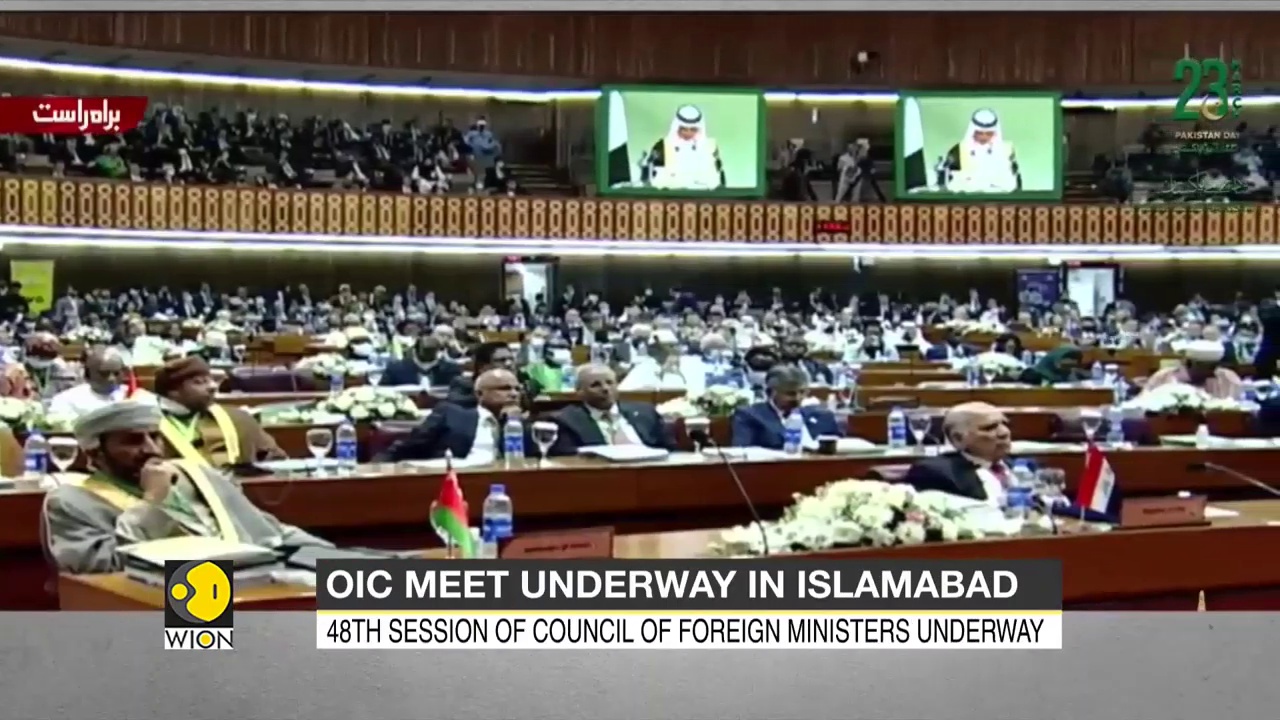 براہ راست
23
PAKISTAN DAY
WION
OIC MEET UNDERWAY IN ISLAMABAD
48TH SESSION OF COUNCIL OF FOREIGN MINISTERS UNDERWAY